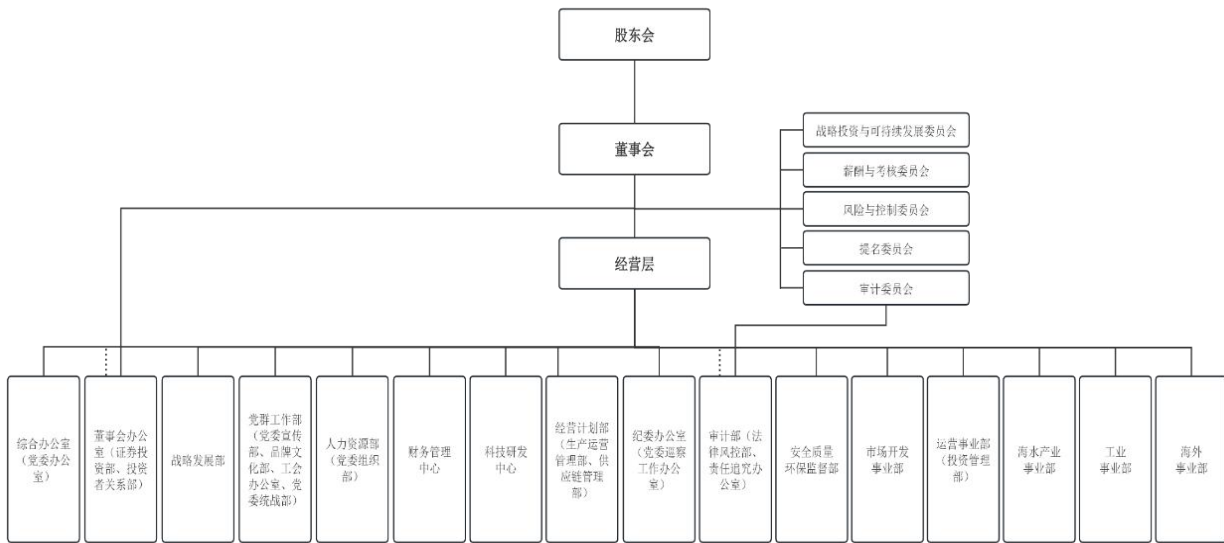 股东会
董事会
战略投资与可持续发展委员会
薪酬与考核委员会
风险与控制委员会
提名委员会
审计委员会
经营层
综合办公室
（党委办公
室）
董事会办公
室（证券投
资部、投资
者关系部）
战略发展部
党群工作部
（党委宣传
部、品牌文
化部、工会
办公室、党
委统战部）
人力资源部
（党委组织
部）
财务管理
中心
科技研发
中心
经营计划部
（生产运营
管理部、供
应链管理
部）
纪委办公室
（党委巡察
工作办公
室）
审计部（法
律风控部、
责任追究办
公室）
安全质量
环保监督部
市场开发
事业部
运营事业部
（投资管理
部）
海水产业
事业部
工业
事业部
海外
事业部